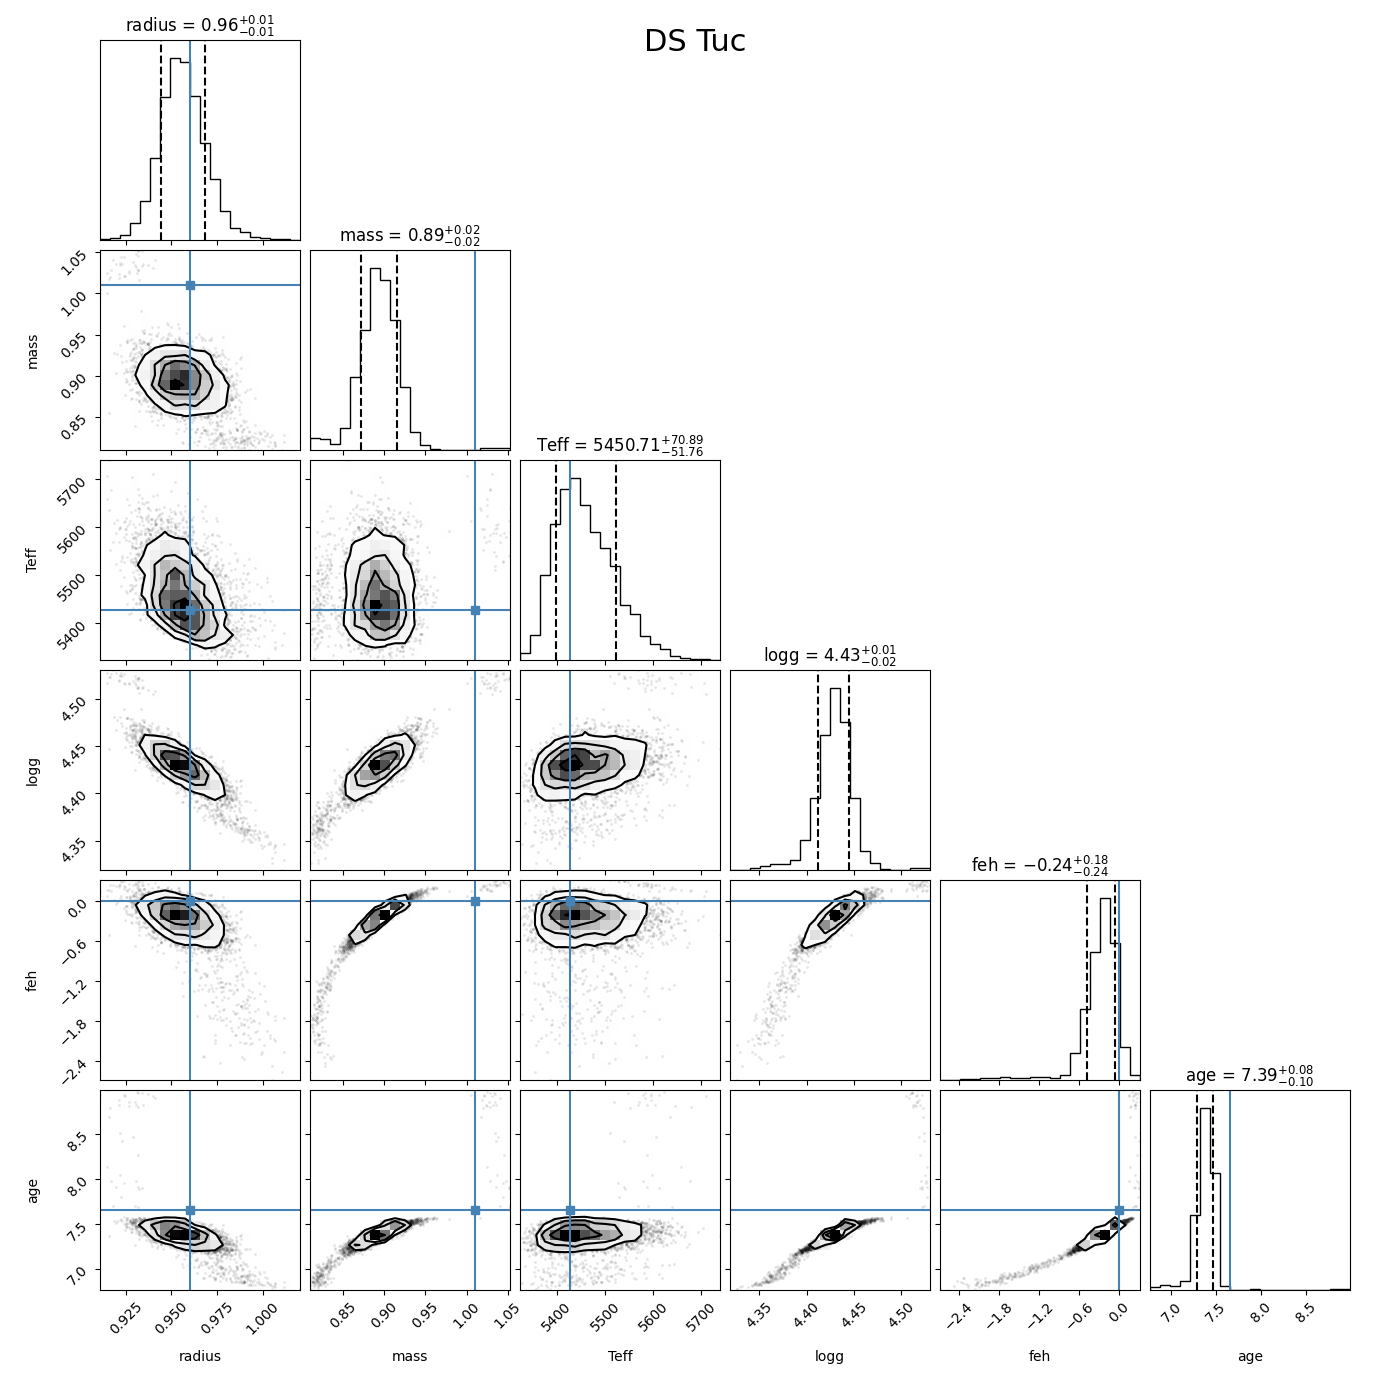 DS Tuc
radius = 0.96+0.01−0.01
mass = 0.89+0.02−0.02
1.05
1.00
0.95
0.90
0.85
mass
Teff = 5450.71+70.89−51.76
5700
5600
5500
5400
Teff
logg = 4.43+0.01−0.02
4.50
4.45
4.40
4.35
logg
feh = −0.24+0.18−0.24
0.0
−0.6
−1.2
−1.8
−2.4
feh
age = 7.39+0.08−0.10
8.5
8.0
7.5
7.0
age
0.925 0.950 0.975 1.000 0.85 0.90 0.95 1.00 1.05 5400 5500 5600 5700 4.35 4.40 4.45 4.50 −2.4 −1.8 −1.2 −0.6 0.0 7.0 7.5 8.0 8.5
radius mass Teff logg feh age